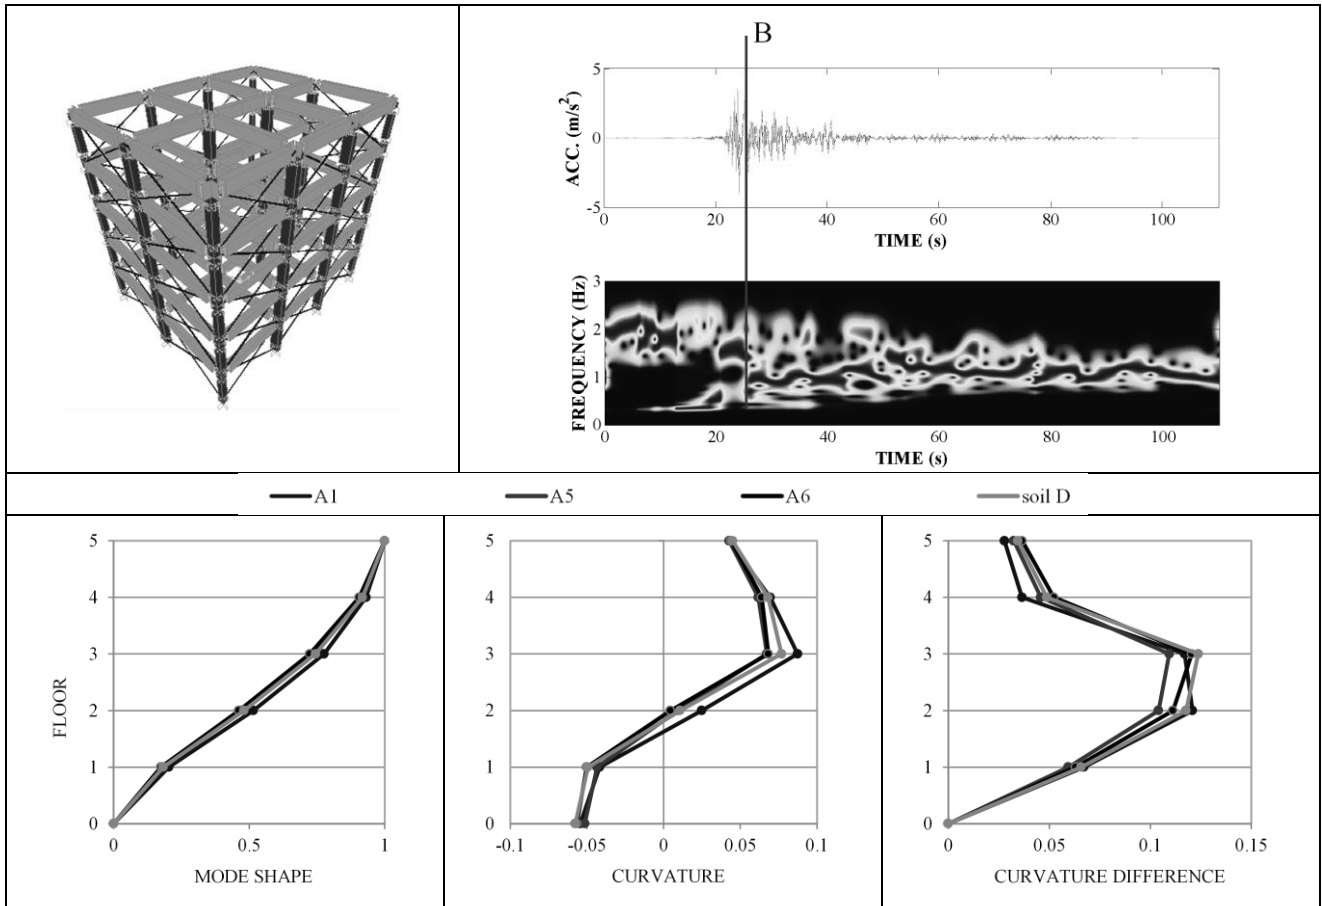 B
5
0
-5
ACC. (m/s²)
0 20 40 60 80 100
TIME (s)
3
2
1
0
FREQUENCY (Hz)
0 20 40 60 80 100
TIME (s)
A1 A5 A6 soil D
5
4
3
2
1
0
FLOOR
0 0.5 1
MODE SHAPE
5
4
3
2
1
0
-0.1 -0.05 0 0.05 0.1
CURVATURE
5
4
3
2
1
0
0 0.05 0.1 0.15
CURVATURE DIFFERENCE